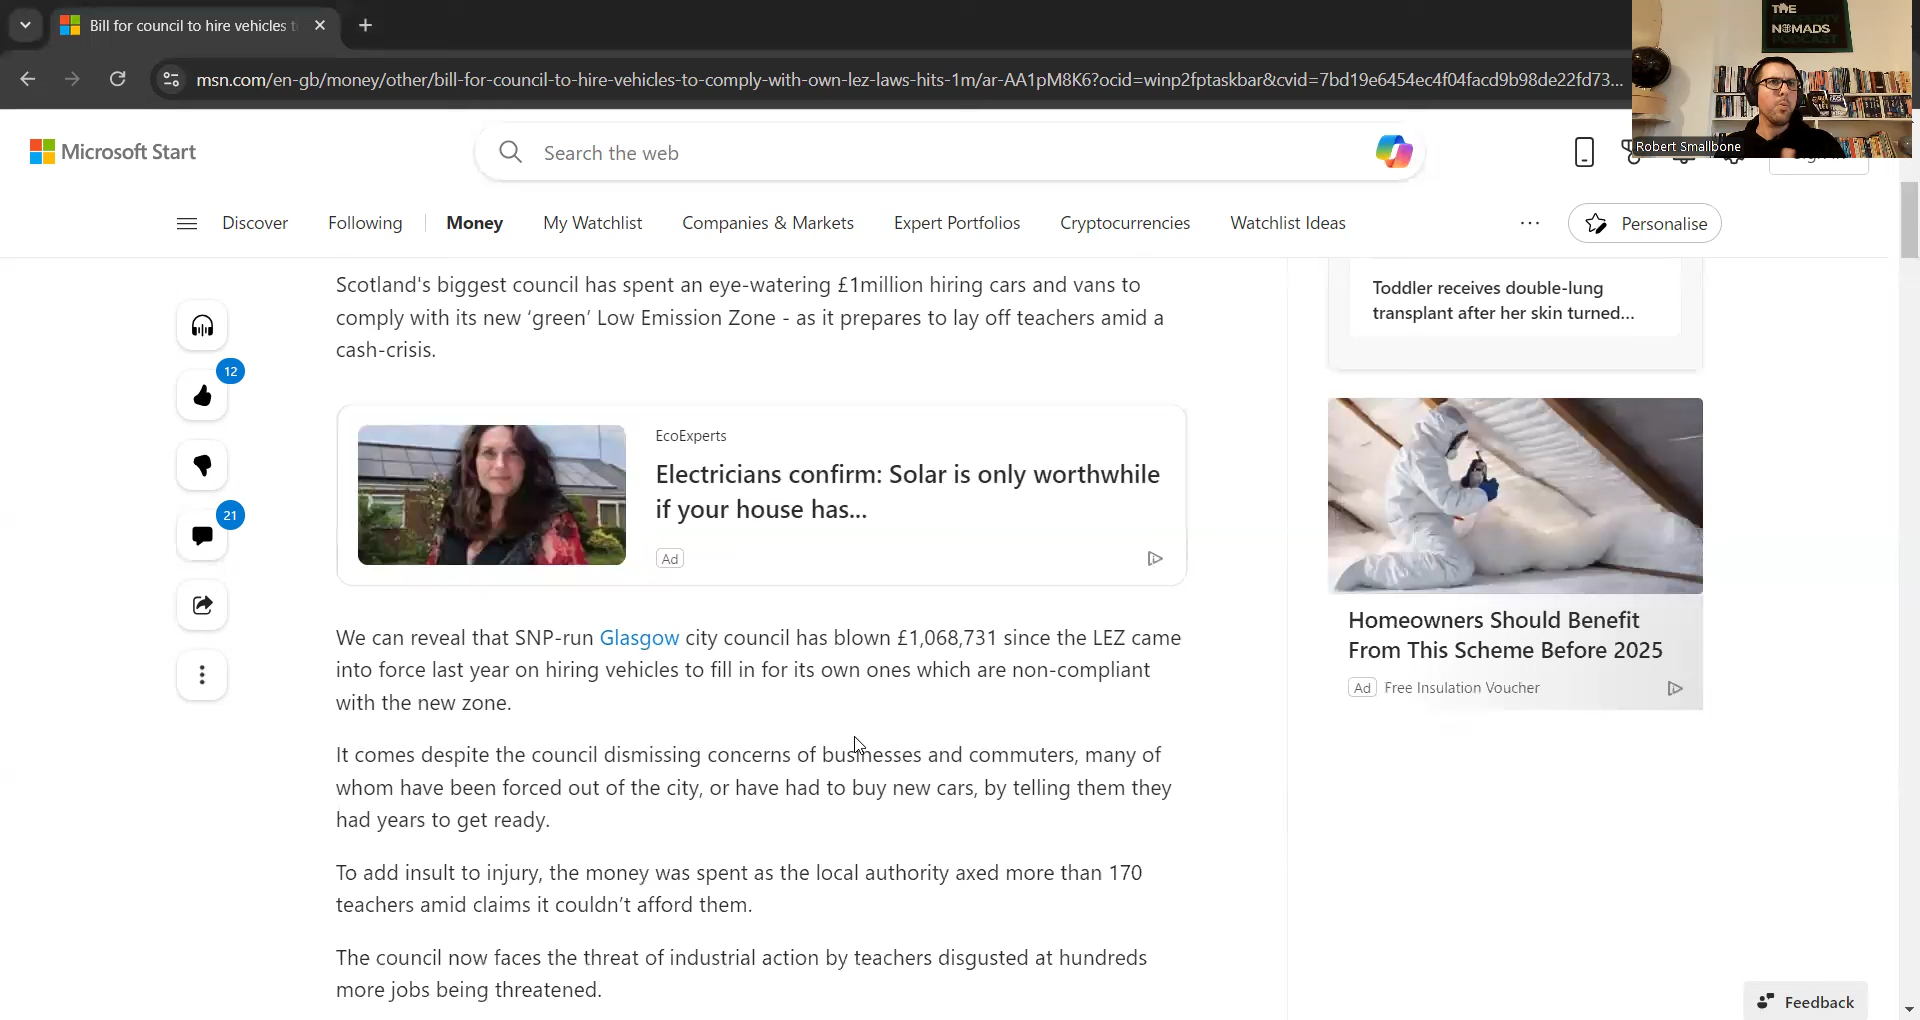 Bill for council to hire vehicles t
msn.com/en-gb/money/other/bill-for-council-to-hire-vehicles-to-comply-with-own-lez-laws-hits-1m/ar-AA1pM8K6?ocid=winp2fptaskbar&cvid=7bd19e6454ec4f04facd9b98de22fd73...
THE
NOMADS
PODCAST
Robert Smallbone
Microsoft Start
Search the web
Discover
Following
Money
My Watchlist
Companies & Markets
Expert Portfolios
Cryptocurrencies
Watchlist Ideas
Personalise
Scotland's biggest council has spent an eye-watering £1million hiring cars and vans to
comply with its new ‘green’ Low Emission Zone - as it prepares to lay off teachers amid a
cash-crisis.
12
21
EcoExperts
Electricians confirm: Solar is only worthwhile
if your house has...
Ad
We can reveal that SNP-run Glasgow city council has blown £1,068,731 since the LEZ came
into force last year on hiring vehicles to fill in for its own ones which are non-compliant
with the new zone.
It comes despite the council dismissing concerns of businesses and commuters, many of
whom have been forced out of the city, or have had to buy new cars, by telling them they
had years to get ready.
To add insult to injury, the money was spent as the local authority axed more than 170
teachers amid claims it couldn’t afford them.
The council now faces the threat of industrial action by teachers disgusted at hundreds
more jobs being threatened.
Toddler receives double-lung
transplant after her skin turned...
Homeowners Should Benefit
From This Scheme Before 2025
Ad Free Insulation Voucher
Feedback